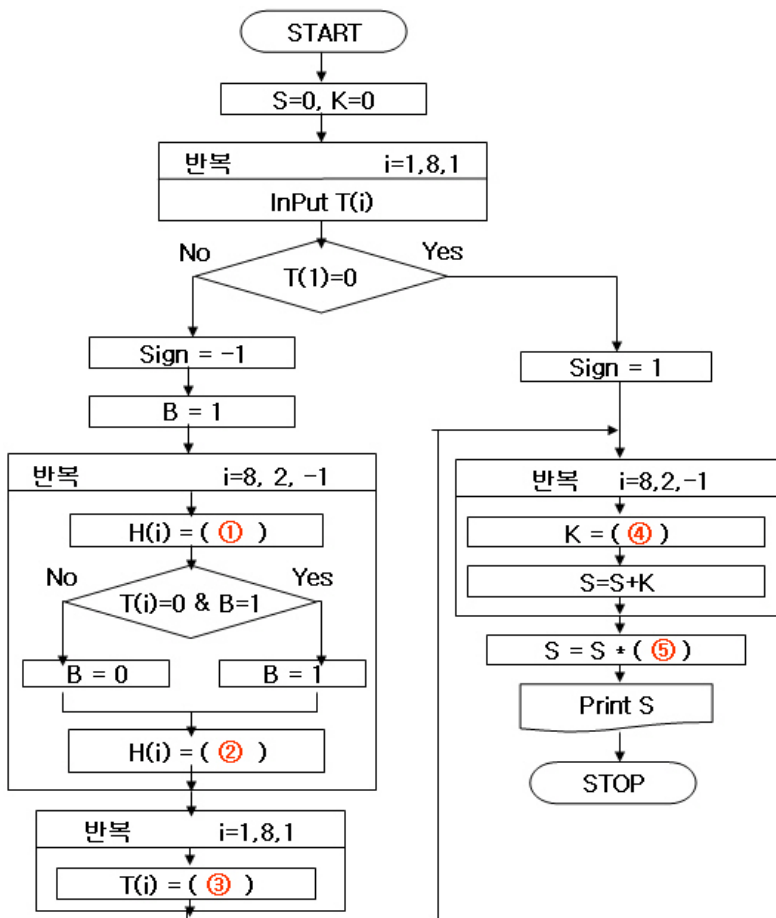 START
S=0, K=0
반복 i=1,8,1
InPut T(i)
No Yes
T(1)=0
Sign = -1
B = 1
반복 i=8, 2, -1
H(i) = ( ① )
No Yes
T(i)=0 & B=1
B = 0 B = 1
H(i) = ( ② )
반복 i=1,8,1
T(i) = ( ③ )
Sign = 1
반복 i=8,2,-1
K = ( ④ )
S=S+K
S = S * ( ⑤ )
Print S
STOP